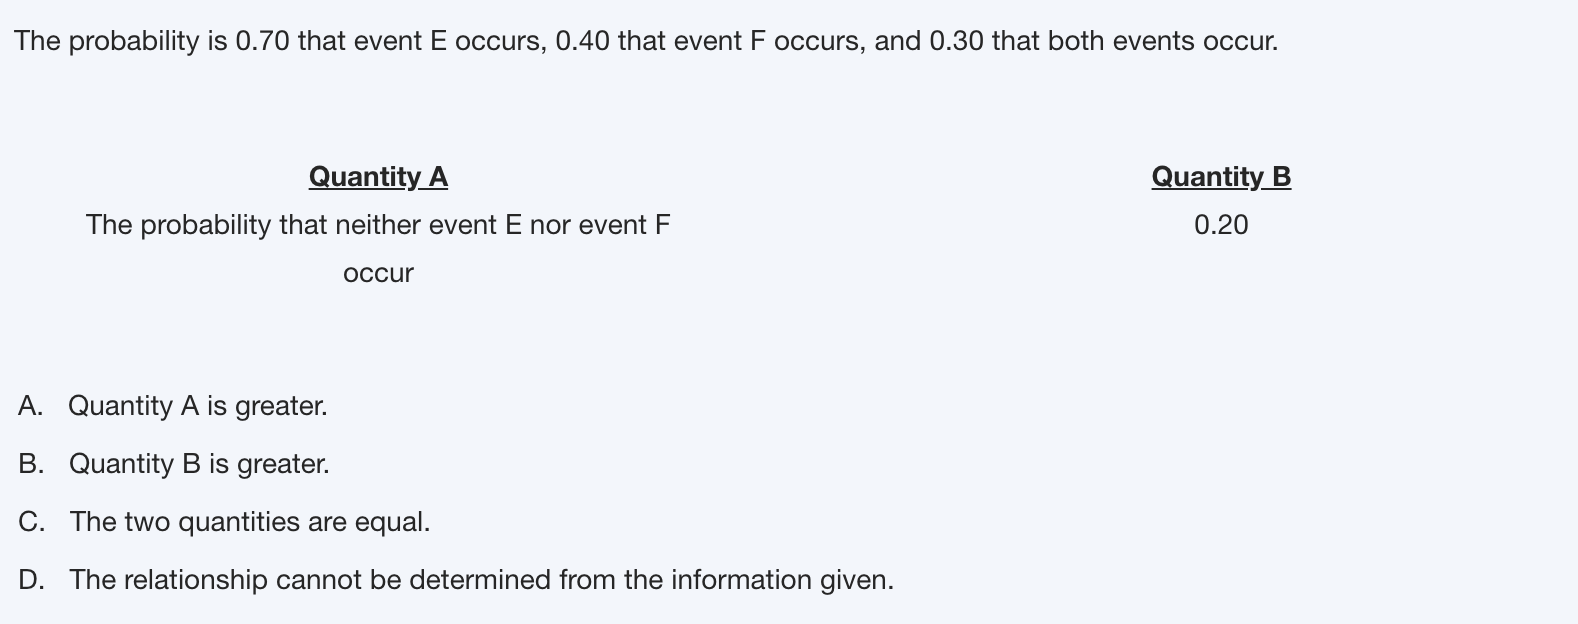 The probability is 0.70 that event E occurs, 0.40 that event F occurs, and 0.30 that both events occur.
Quantity A
The probability that neither event E nor event F
occur
Quantity B
0.20
A. Quantity A is greater.
B. Quantity B is greater.
C. The two quantities are equal.
D. The relationship cannot be determined from the information given.